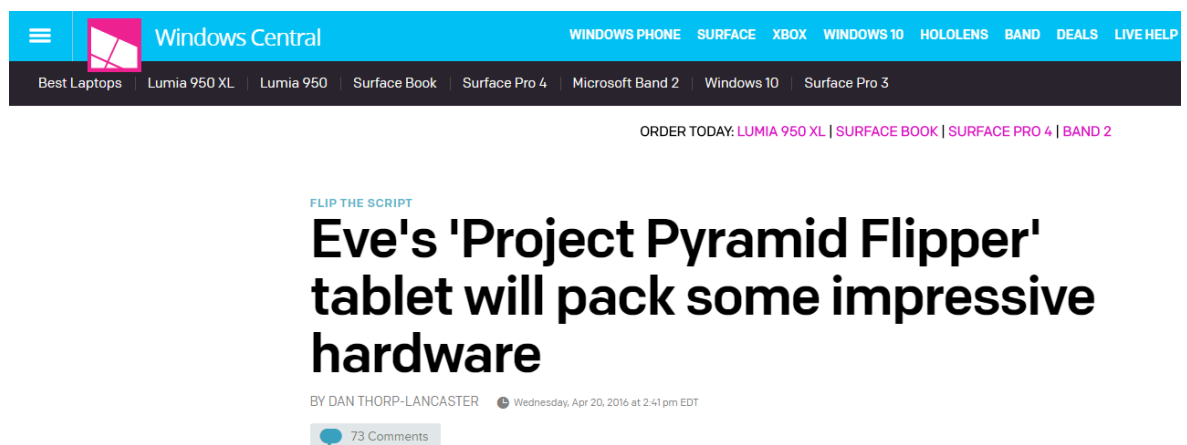 Windows Central
WINDOWS PHONE SURFACE XBOX WINDOWS 10 HOLOLENS BAND DEALS LIVE HELP
Best Laptops | Lumia 950 XL | Lumia 950 | Surface Book | Surface Pro 4 | Microsoft Band 2 | Windows 10 | Surface Pro 3
ORDER TODAY: LUMIA 950 XL | SURFACE BOOK | SURFACE PRO 4 | BAND 2
FLIP THE SCRIPT
Eve's 'Project Pyramid Flipper'
tablet will pack some impressive
hardware
BY DAN THORP-LANCASTER Wednesday, Apr 20, 2016 at 2:41 pm EDT
73 Comments